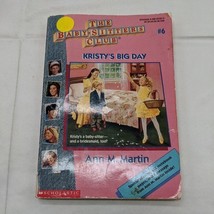 THE
BABY-SITTERS
CLUB
#6
KRISTY'S BIG DAY
Kristy's a baby-sitter—
and a bridesmaid, too!
Ann M. Martin
SCHOLASTIC